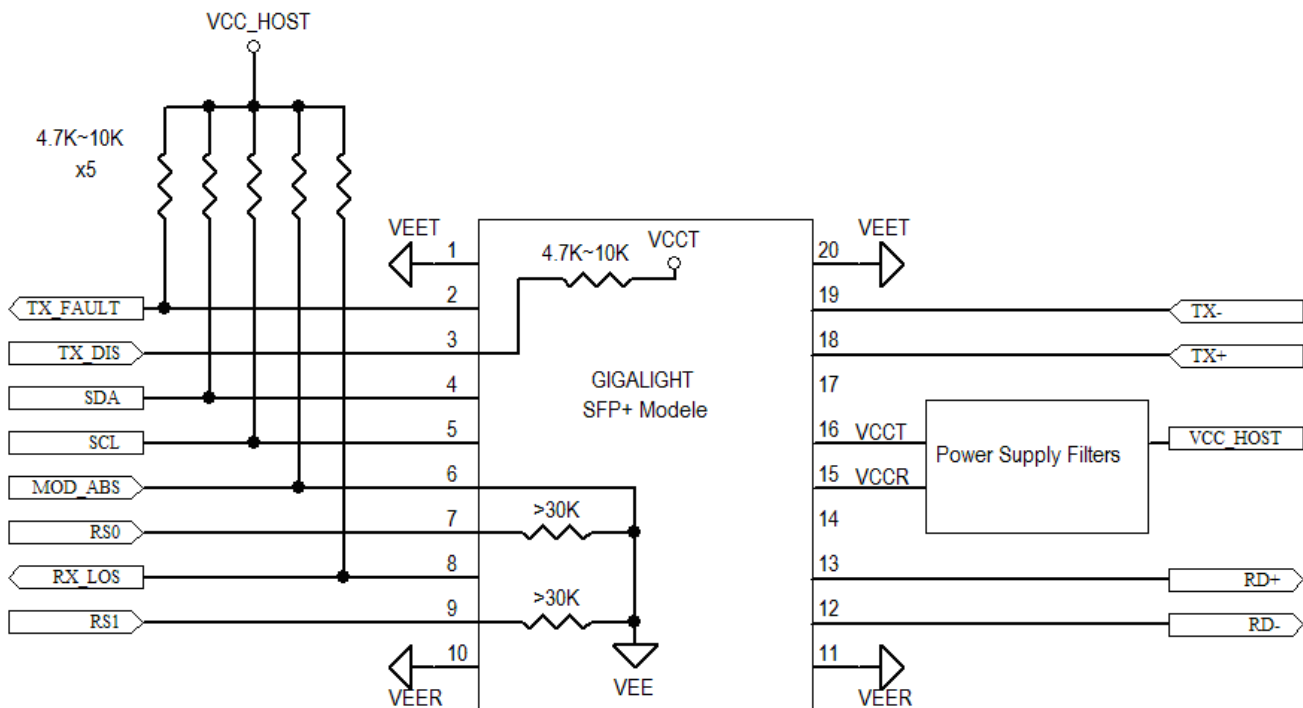 VCC_HOST
4.7K~10K
x5
VEET
1
4.7K~10K
VCCT
20
VEET
TX_FAULT
2
19
TX-
TX_DIS
3
18
TX+
SDA
4
GIGALIGHT
SFP+ Modele
17
SCL
5
16
VCCT
Power Supply Filters
VCC_HOST
MOD_ABS
6
15
VCCR
RS0
7
>30K
14
RX_LOS
8
13
RD+
RS1
9
>30K
12
RD-
10
VEER
VEE
11
VEER